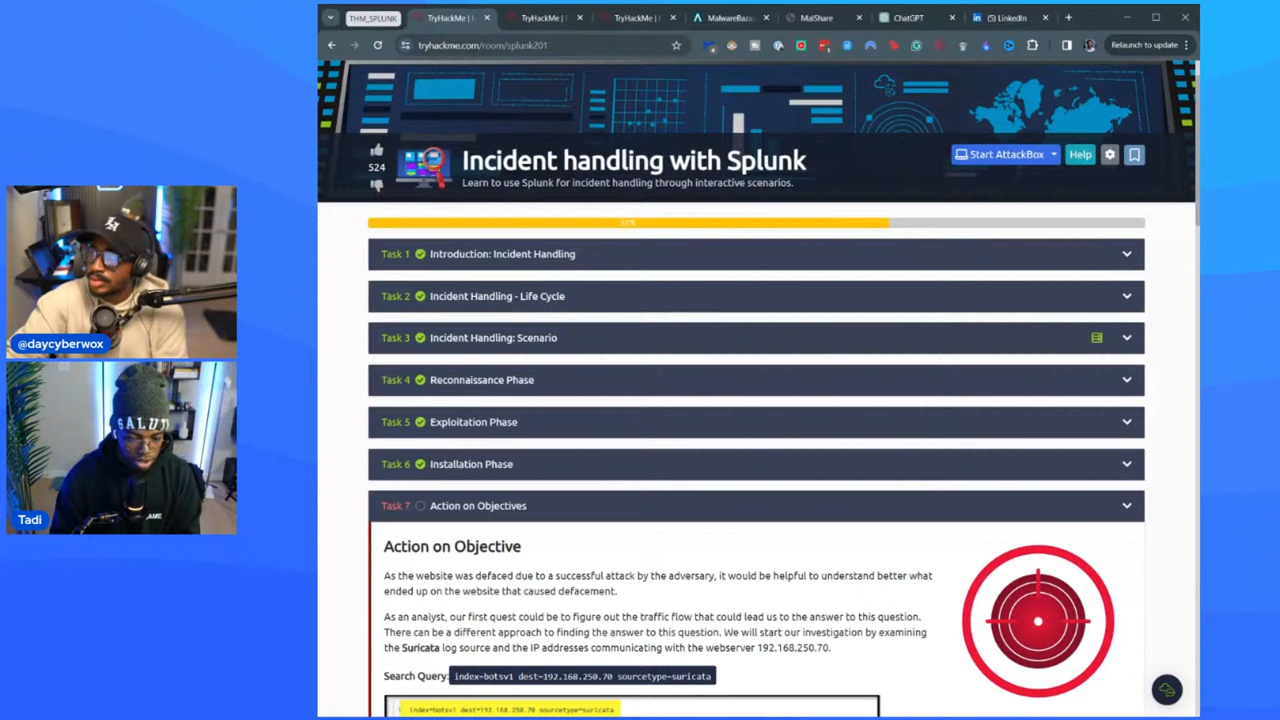 THM_SPLUNK
TryHackMe |
TryHackMe |
TryHackMe |
MalwareBaza
MalShare
ChatGPT
(5) LinkedIn
tryhackme.com/room/splunk201
Relaunch to update
524
Incident handling with Splunk
Learn to use Splunk for incident handling through interactive scenarios.
Start AttackBox
Help
67%
Task 1 Introduction: Incident Handling
Task 2 Incident Handling - Life Cycle
Task 3 Incident Handling: Scenario
Task 4 Reconnaissance Phase
Task 5 Exploitation Phase
Task 6 Installation Phase
Task 7 Action on Objectives
Action on Objective
As the website was defaced due to a successful attack by the adversary, it would be helpful to understand better what
ended up on the website that caused defacement.
As an analyst, our first quest could be to figure out the traffic flow that could lead us to the answer to this question.
There can be a different approach to finding the answer to this question. We will start our investigation by examining
the Suricata log source and the IP addresses communicating with the webserver 192.168.250.70.
Search Query: index=botsv1 dest=192.168.250.70 sourcetype=suricata
index=botsv1 dest=192.168.250.70 sourcetype=suricata
@daycyberwox
SALUT
Tadi